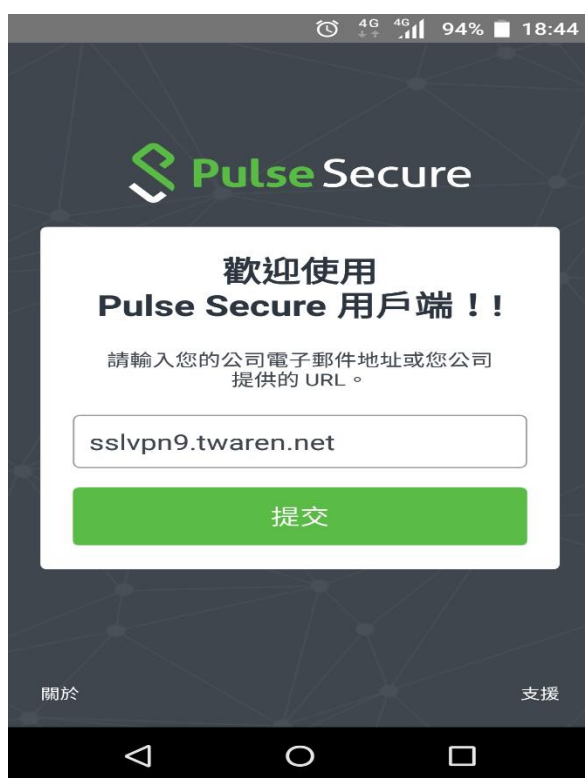 4G 4G 94% 18:44
Pulse Secure
歡迎使用
Pulse Secure 用戶端！!
請輸入您的公司電子郵件地址或您公司
提供的 URL。
sslvpn9.twaren.net
提交
關於
支援